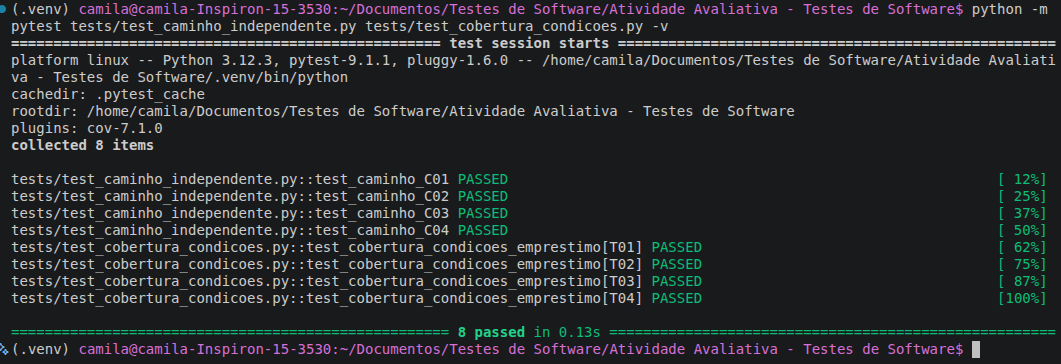 (.venv) camila@camila-Inspiron-15-3530:~/Documentos/Testes de Software/Atividade Avaliativa - Testes de Software$ python -m
pytest tests/test_caminho_independente.py tests/test_cobertura_condicoes.py -v
=================================================== test session starts ====================================================
platform linux -- Python 3.12.3, pytest-9.1.1, pluggy-1.6.0 -- /home/camila/Documentos/Testes de Software/Atividade Avaliati
va - Testes de Software/.venv/bin/python
cachedir: .pytest_cache
rootdir: /home/camila/Documentos/Testes de Software/Atividade Avaliativa - Testes de Software
plugins: cov-7.1.0
collected 8 items
tests/test_caminho_independente.py::test_caminho_C01 PASSED [ 12%]
tests/test_caminho_independente.py::test_caminho_C02 PASSED [ 25%]
tests/test_caminho_independente.py::test_caminho_C03 PASSED [ 37%]
tests/test_caminho_independente.py::test_caminho_C04 PASSED [ 50%]
tests/test_cobertura_condicoes.py::test_cobertura_condicoes_emprestimo[T01] PASSED [ 62%]
tests/test_cobertura_condicoes.py::test_cobertura_condicoes_emprestimo[T02] PASSED [ 75%]
tests/test_cobertura_condicoes.py::test_cobertura_condicoes_emprestimo[T03] PASSED [ 87%]
tests/test_cobertura_condicoes.py::test_cobertura_condicoes_emprestimo[T04] PASSED [100%]
==================================================== 8 passed in 0.13s =====================================================
(.venv) camila@camila-Inspiron-15-3530:~/Documentos/Testes de Software/Atividade Avaliativa - Testes de Software$